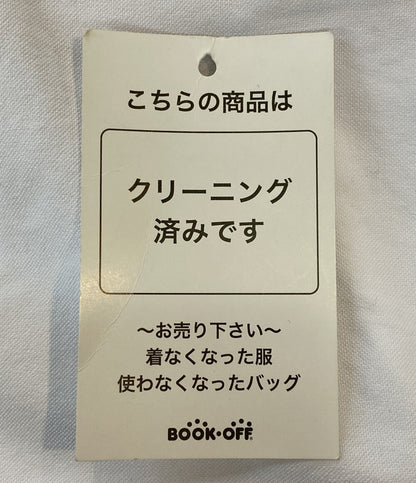 こちらの商品は
クリーニング
済みです
～お売り下さい～
着なくなった服
使わなくなったバッグ
BOOK・OFF